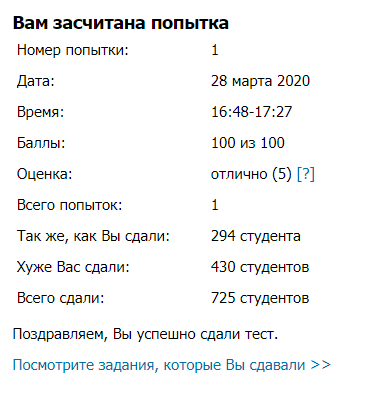 Вам засчитана попытка
Номер попытки: 1
Дата: 28 марта 2020
Время: 16:48-17:27
Баллы: 100 из 100
Оценка: отлично (5) [?]
Всего попыток: 1
Так же, как Вы сдали: 294 студента
Хуже Вас сдали: 430 студентов
Всего сдали: 725 студентов
Поздравляем, Вы успешно сдали тест.
Посмотрите задания, которые Вы сдавали >>